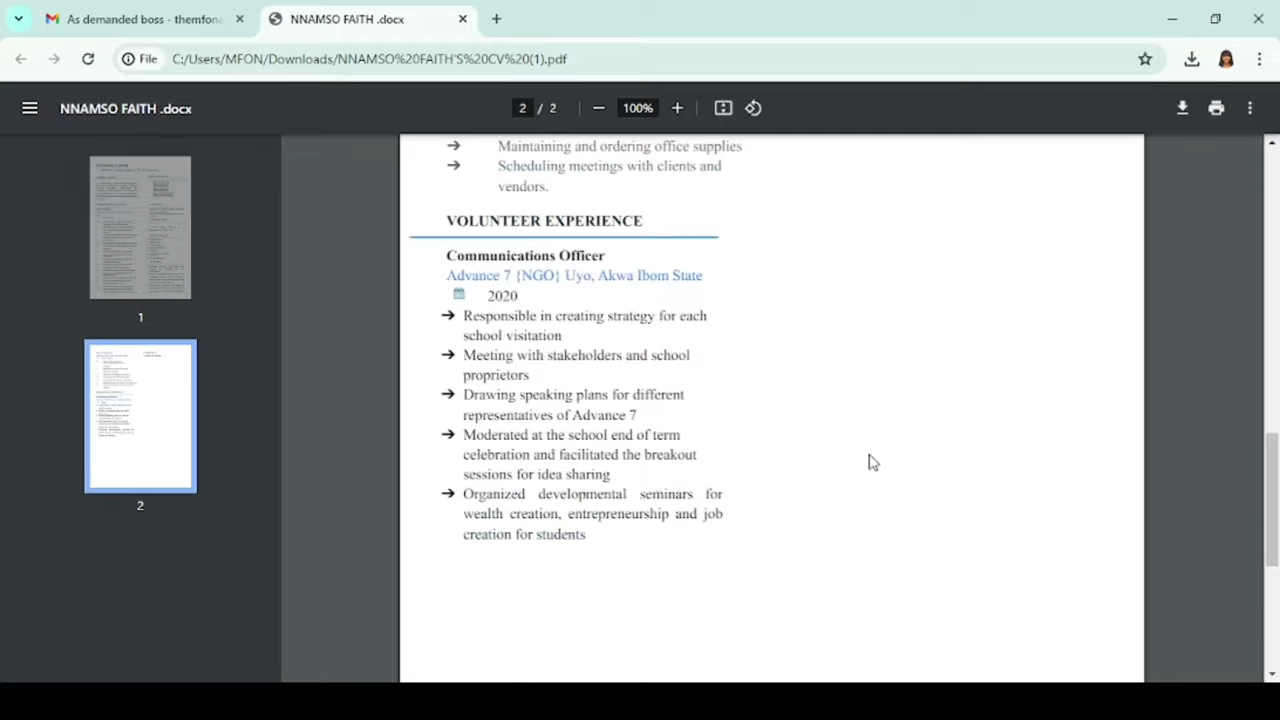 As demanded boss - themfona
NNAMSO FAITH .docx
File
C:/Users/MFON/Downloads/NNAMSO%20FAITH'S%20CV%20(1).pdf
NNAMSO FAITH .docx
2 / 2
100%
1
2
→ Maintaining and ordering office supplies
→ Scheduling meetings with clients and
vendors.
VOLUNTEER EXPERIENCE
Communications Officer
Advance 7 {NGO} Uyo, Akwa Ibom State
2020
→ Responsible in creating strategy for each
school visitation
→ Meeting with stakeholders and school
proprietors
→ Drawing speaking plans for different
representatives of Advance 7
→ Moderated at the school end of term
celebration and facilitated the breakout
sessions for idea sharing
→ Organized developmental seminars for
wealth creation, entrepreneurship and job
creation for students